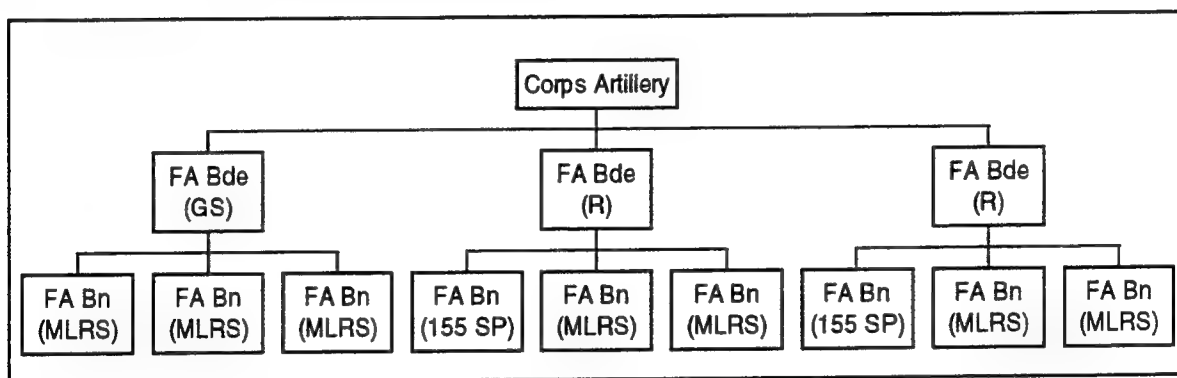 Corps Artillery
FA Bde
(GS)
FA Bde
(R)
FA Bde
(R)
FA Bn
(MLRS)
FA Bn
(MLRS)
FA Bn
(MLRS)
FA Bn
(155 SP)
FA Bn
(MLRS)
FA Bn
(MLRS)
FA Bn
(155 SP)
FA Bn
(MLRS)
FA Bn
(MLRS)